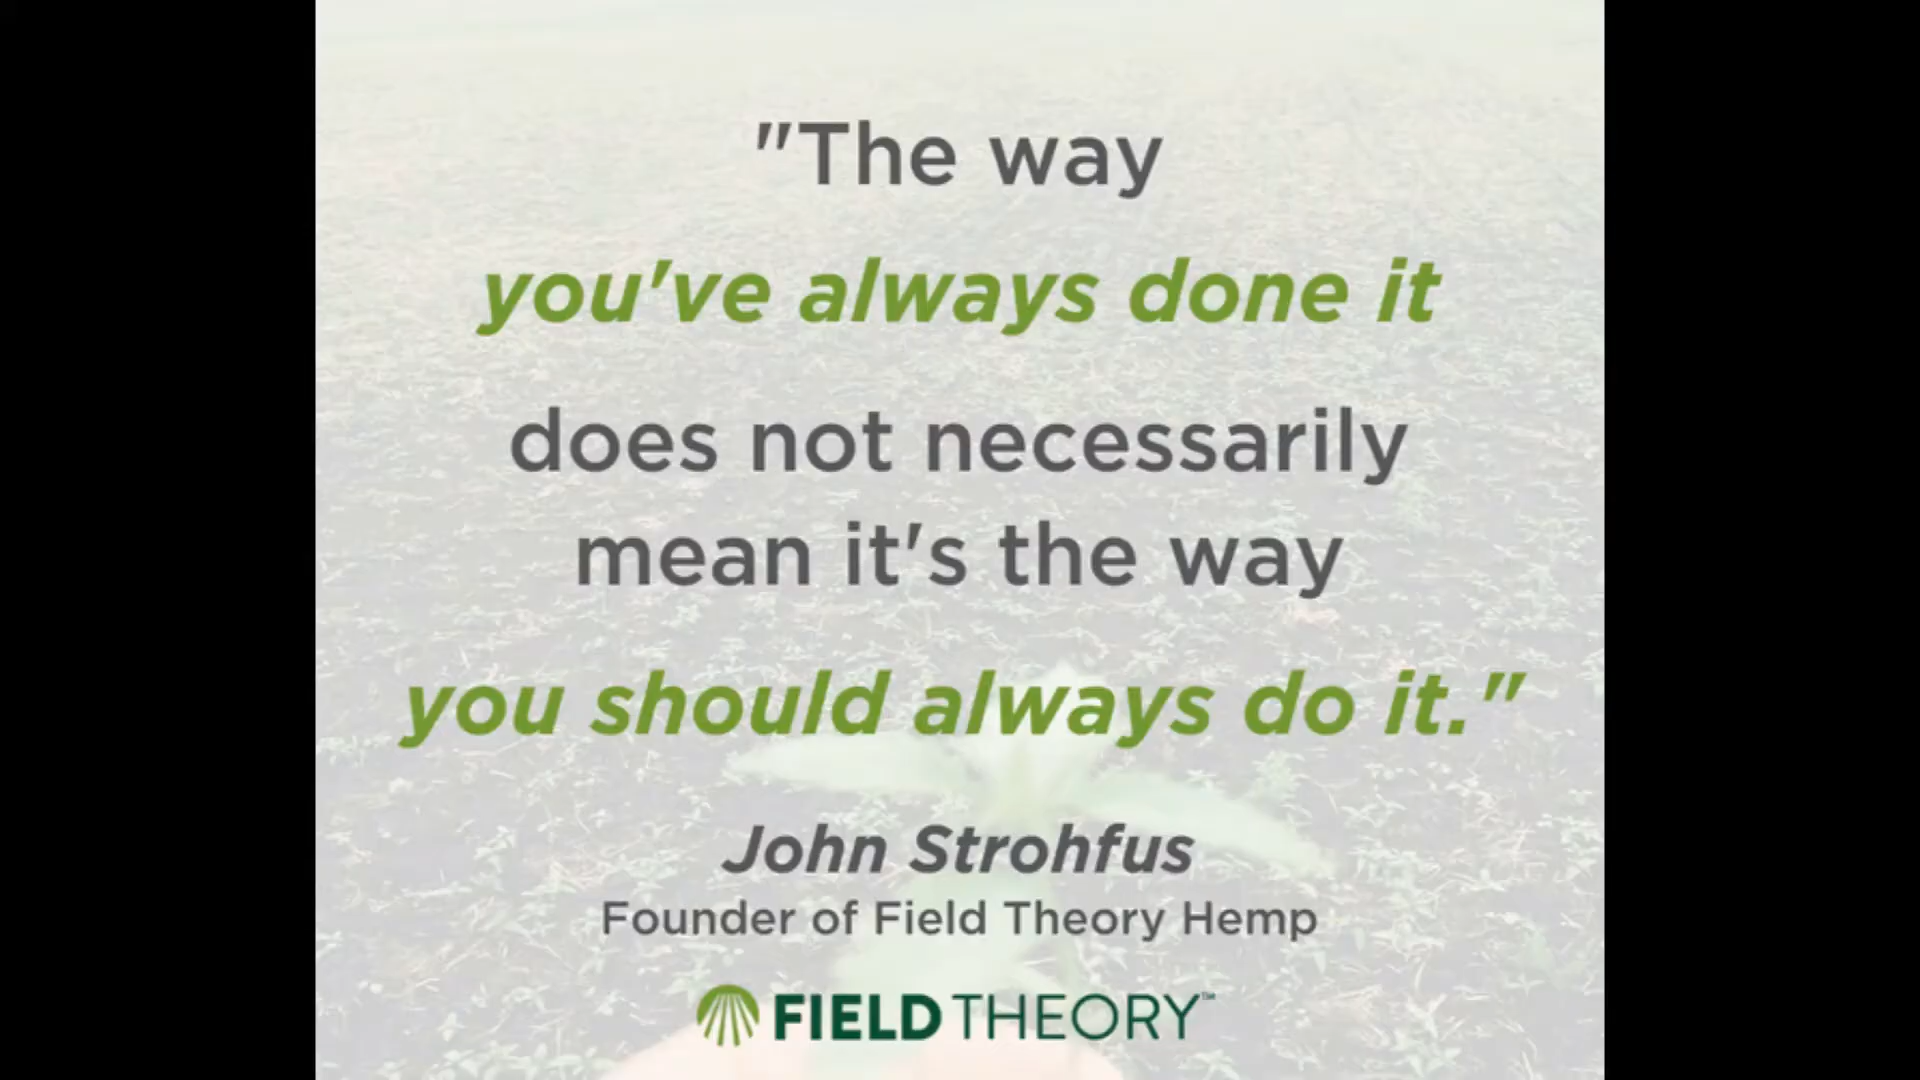 "The way
you've always done it
does not necessarily
mean it's the way
you should always do it."
John Strohfus
Founder of Field Theory Hemp
FIELD THEORY™